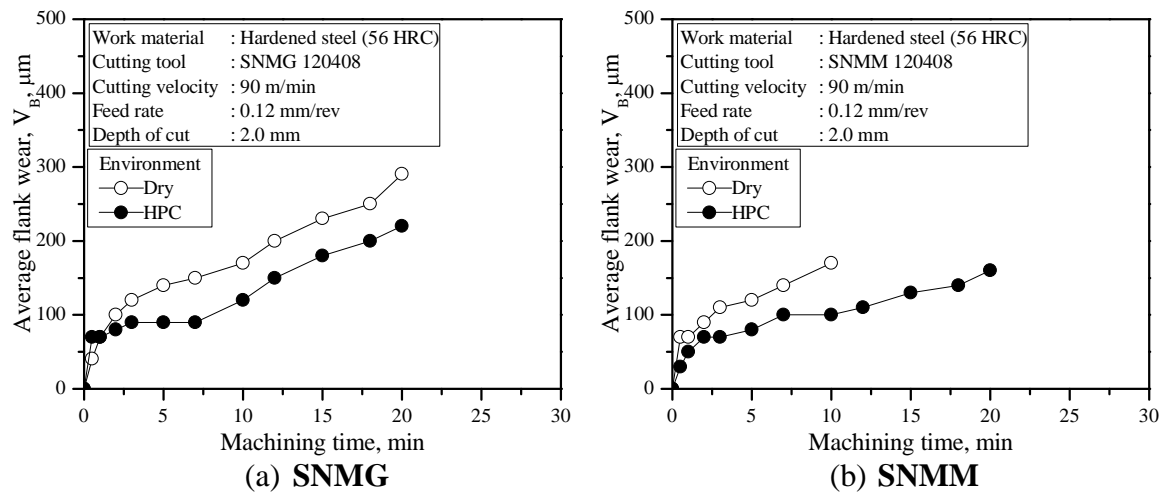 500
400
300
200
100
0
Average flank wear, V_B, μm
Work material : Hardened steel (56 HRC)
Cutting tool : SNMG 120408
Cutting velocity : 90 m/min
Feed rate : 0.12 mm/rev
Depth of cut : 2.0 mm
Environment
Dry
HPC
0 5 10 15 20 25 30
Machining time, min
(a) SNMG
500
400
300
200
100
0
Average flank wear, V_B, μm
Work material : Hardened steel (56 HRC)
Cutting tool : SNMM 120408
Cutting velocity : 90 m/min
Feed rate : 0.12 mm/rev
Depth of cut : 2.0 mm
Environment
Dry
HPC
0 5 10 15 20 25 30
Machining time, min
(b) SNMM